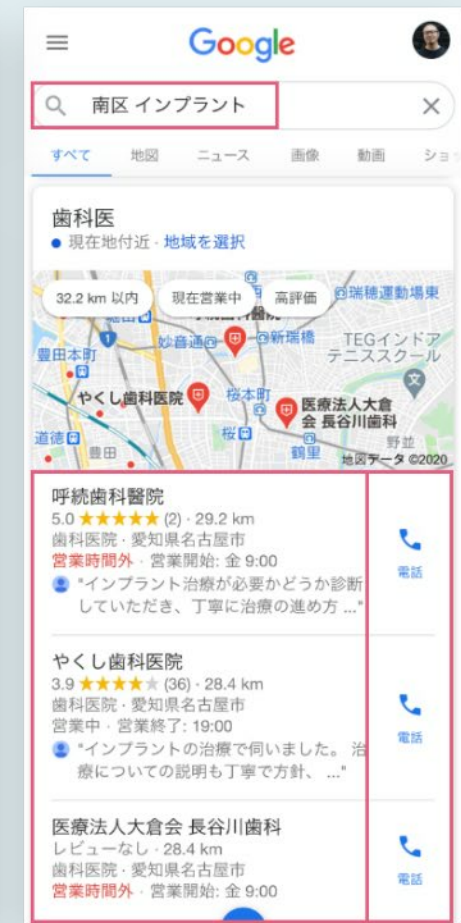 Google
南区 インプラント
すべて 地図 ニュース 画像 動画 ショ
歯科医
現在地付近 · 地域を選択
32.2 km 以内 現在営業中 高評価
瑞穂運動場東
妙音通 新瑞橋
TEGインドア
テニススクール
豊田本町
やくし歯科医院
桜本町
医療法人大倉
会 長谷川歯科
道徳
桜
野並
豊田
鶴里
地図データ ©2020
呼続歯科醫院
5.0 ★★★★★ (2) · 29.2 km
歯科医院 · 愛知県名古屋市
営業時間外 · 営業開始: 金 9:00
"インプラント治療が必要かどうか診断
していただき、丁寧に治療の進め方 ..."
電話
やくし歯科医院
3.9 ★★★★★ (36) · 28.4 km
歯科医院 · 愛知県名古屋市
営業中 · 営業終了: 19:00
"インプラントの治療で伺いました。 治
療についての説明も丁寧で方針、 ..."
電話
医療法人大倉会 長谷川歯科
レビューなし · 28.4 km
歯科医院 · 愛知県名古屋市
営業時間外 · 営業開始: 金 9:00
電話